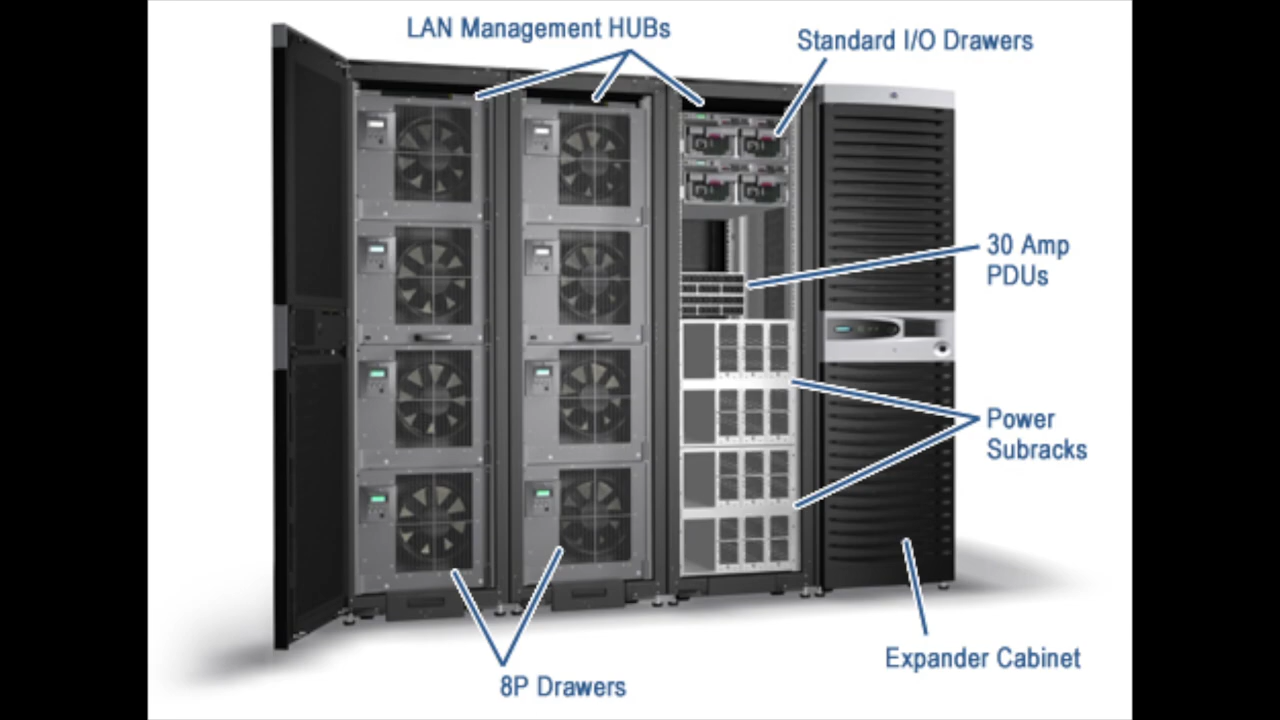 LAN Management HUBs
Standard I/O Drawers
30 Amp
PDUs
Power
Subracks
Expander Cabinet
8P Drawers